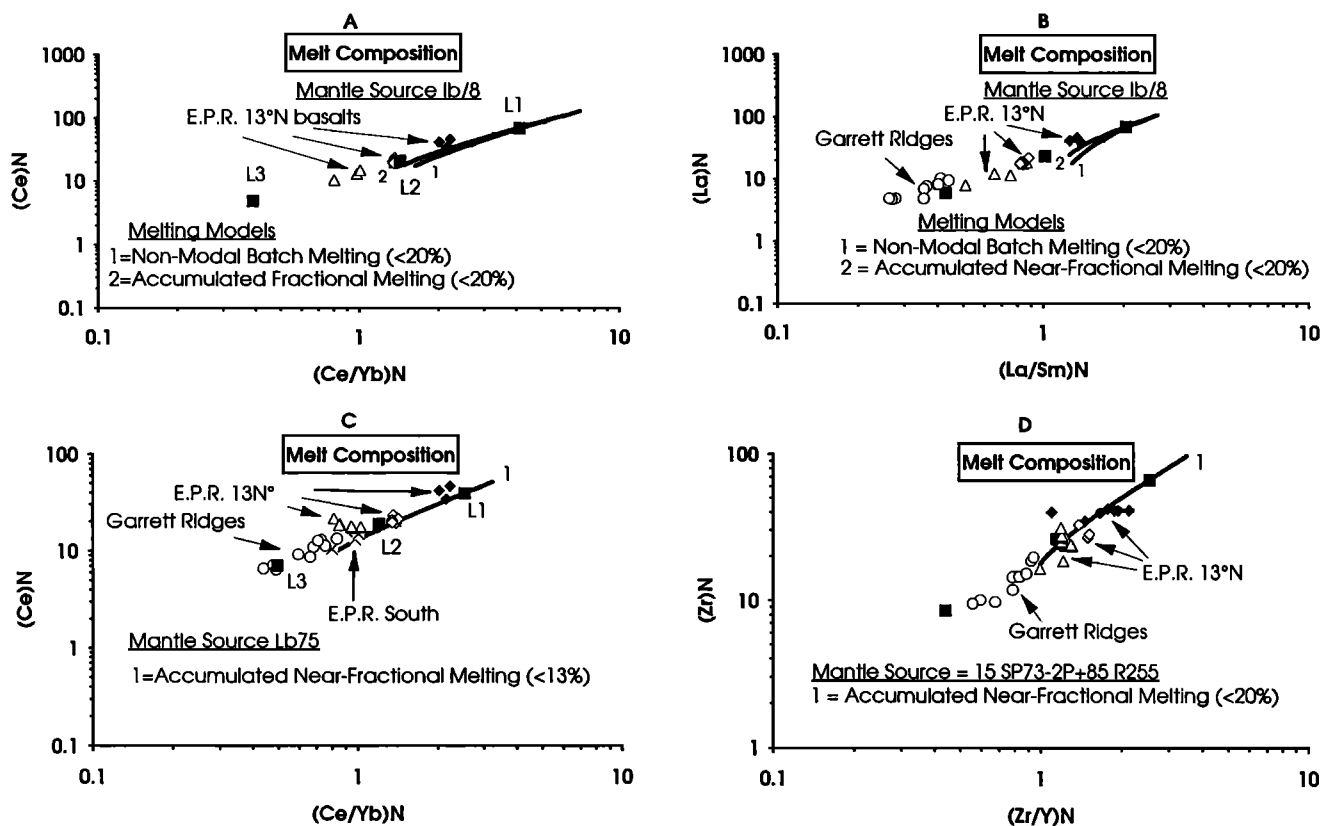 A
Melt Composition
Mantle Source Ib/8
E.P.R. 13°N basalts
L1
L3
2
L2
1
Melting Models
1=Non-Modal Batch Melting (<20%)
2=Accumulated Fractional Melting (<20%)
1000
100
10
1
0.1
0.1
1
10
(Ce)N
(Ce/Yb)N
B
Melt Composition
Mantle Source Ib/8
L1
E.P.R. 13°N
Garrett Ridges
2
1
Melting Models
1 = Non-Modal Batch Melting (<20%)
2 = Accumulated Near-Fractional Melting (<20%)
1000
100
10
1
0.1
0.1
1
10
(La)N
(La/Sm)N
C
Melt Composition
1
E.P.R. 13N°
L1
Garrett Ridges
L2
L3
E.P.R. South
Mantle Source Lb75
1=Accumulated Near-Fractional Melting (<13%)
100
10
1
0.1
0.1
1
10
(Ce)N
(Ce/Yb)N
D
Melt Composition
1
E.P.R. 13°N
Garrett Ridges
Mantle Source = 15 SP73-2P+85 R255
1 = Accumulated Near-Fractional Melting (<20%)
100
10
1
0.1
1
10
(Zr)N
(Zr/Y)N